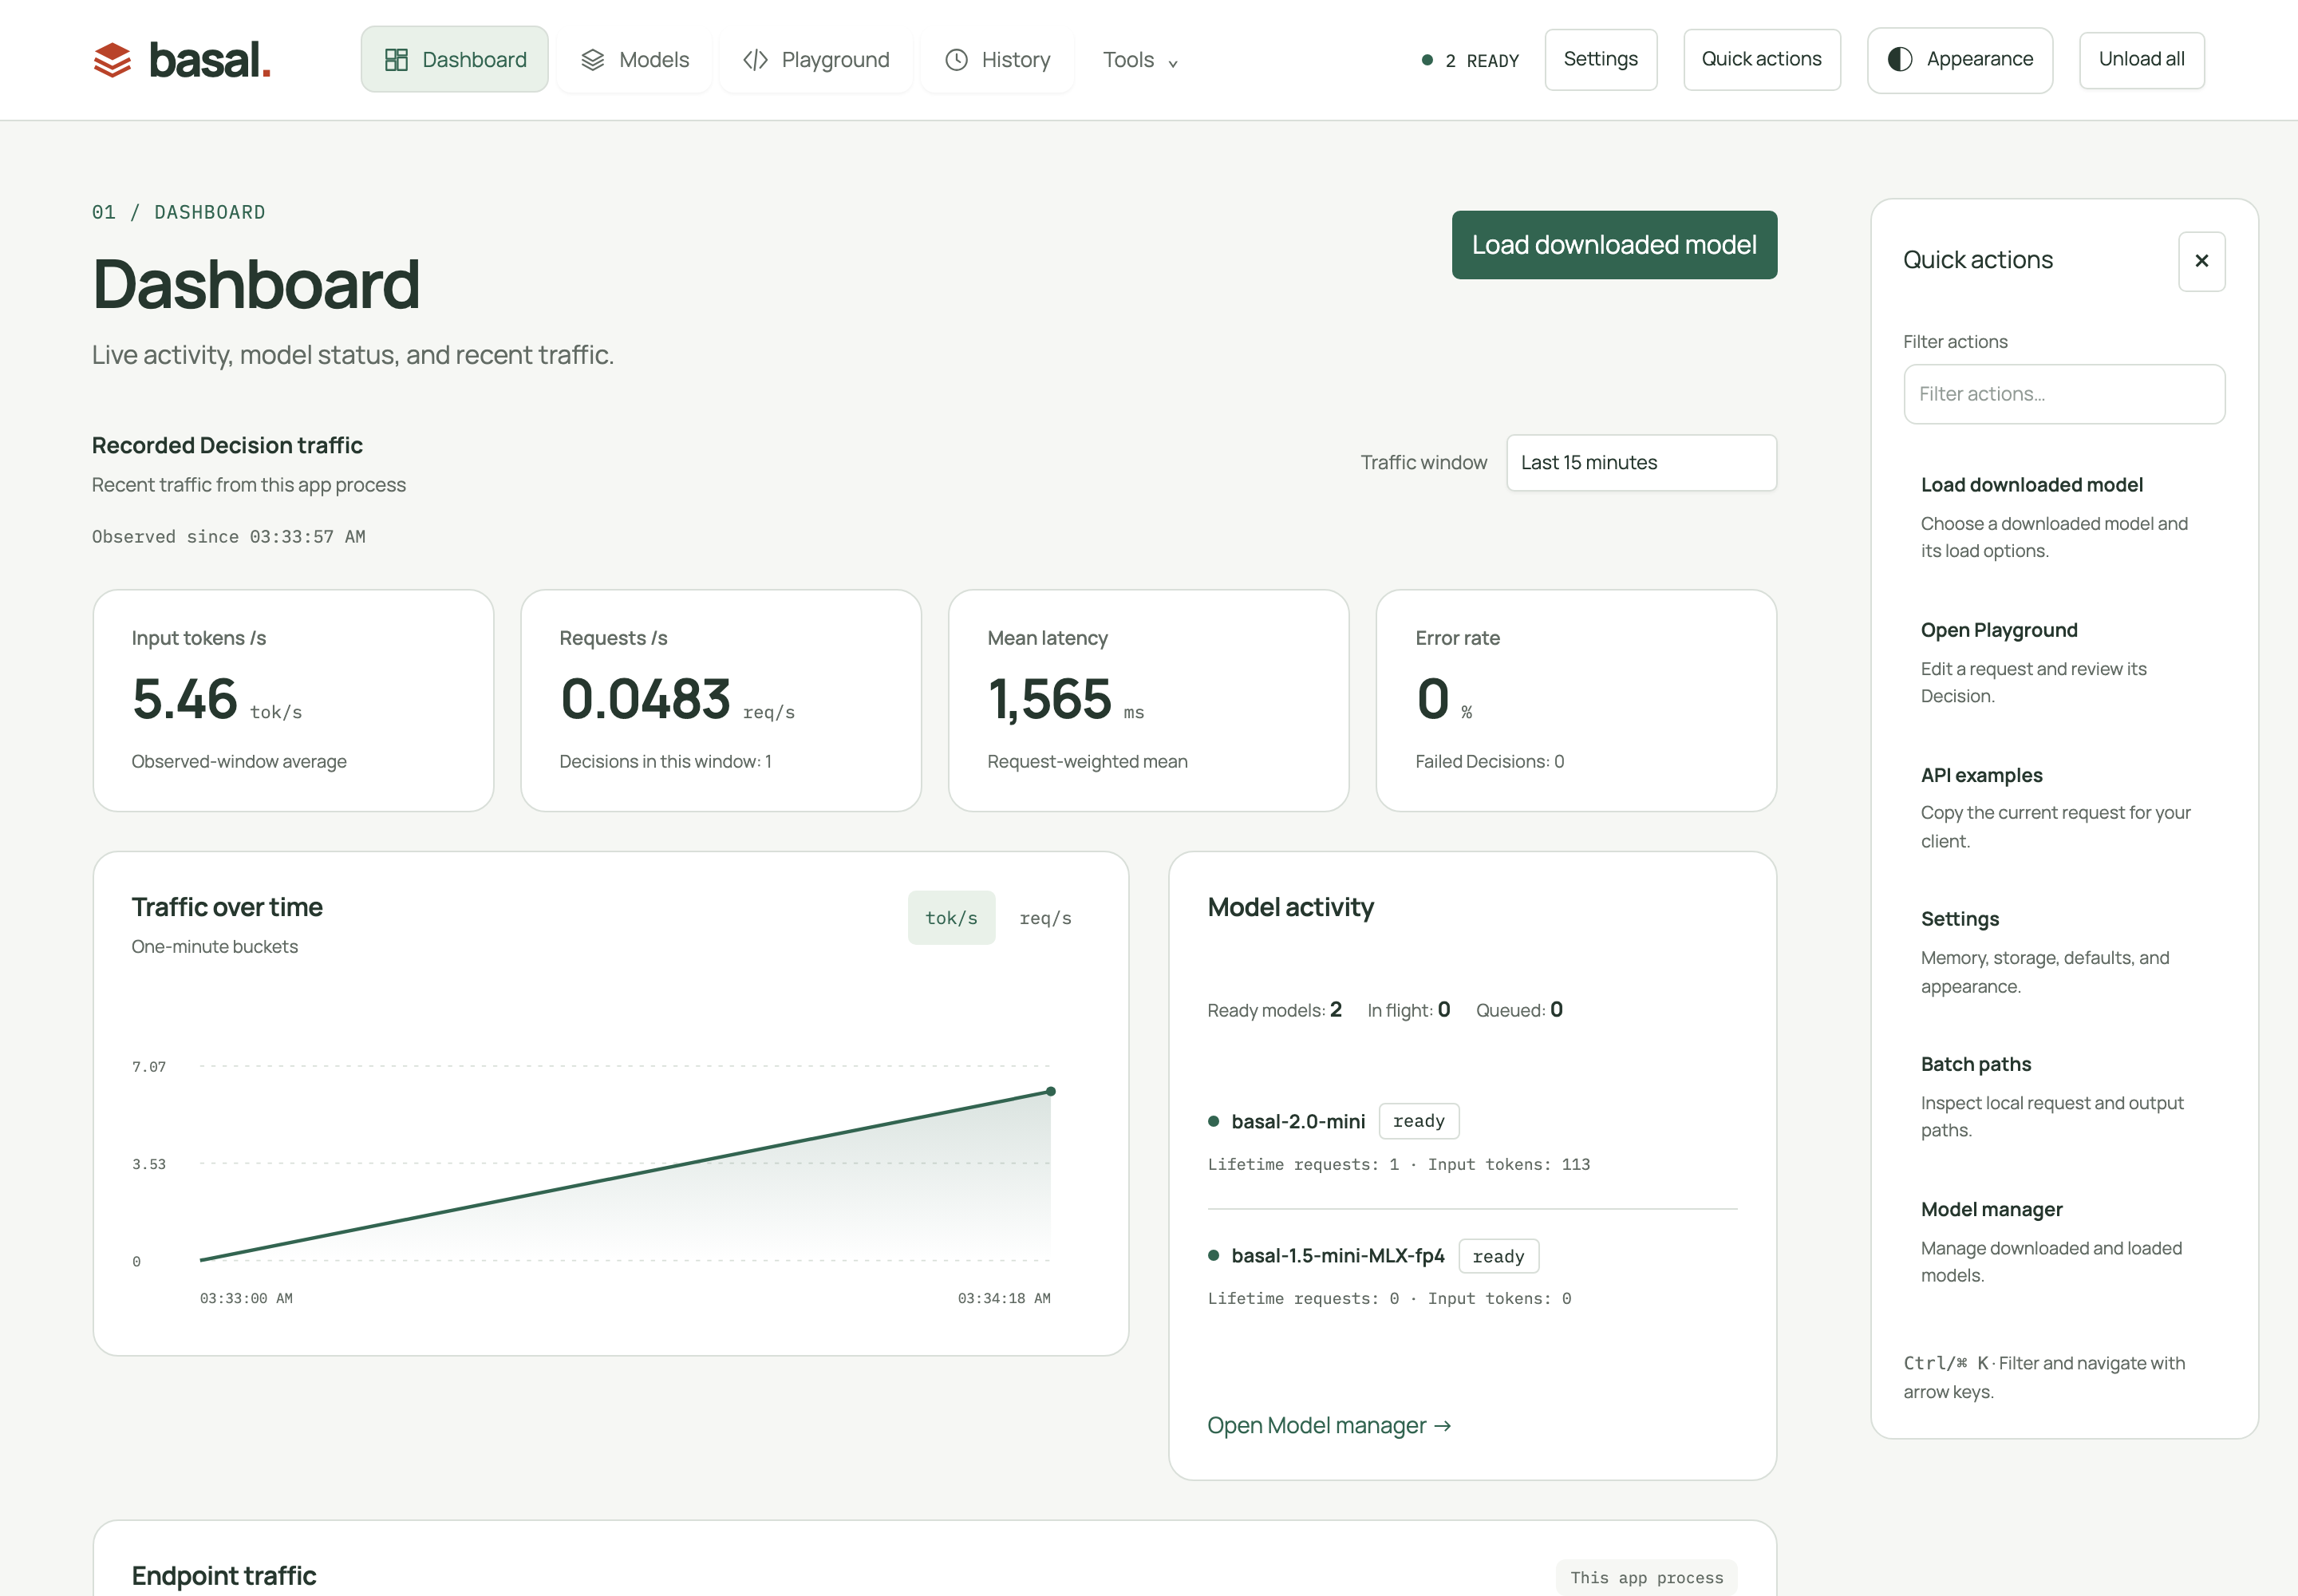 basal.
Dashboard
Models
Playground
History
Tools
2 READY
Settings
Quick actions
Appearance
Unload all
01 / DASHBOARD
Dashboard
Live activity, model status, and recent traffic.
Load downloaded model
Recorded Decision traffic
Recent traffic from this app process
Observed since 03:33:57 AM
Traffic window
Last 15 minutes
Input tokens /s
5.46 tok/s
Observed-window average
Requests /s
0.0483 req/s
Decisions in this window: 1
Mean latency
1,565 ms
Request-weighted mean
Error rate
0 %
Failed Decisions: 0
Traffic over time
One-minute buckets
tok/s
req/s
7.07
3.53
0
03:33:00 AM
03:34:18 AM
Model activity
Ready models: 2 In flight: 0 Queued: 0
basal-2.0-mini ready
Lifetime requests: 1 · Input tokens: 113
basal-1.5-mini-MLX-fp4 ready
Lifetime requests: 0 · Input tokens: 0
Open Model manager →
Endpoint traffic
This app process
Quick actions
×
Filter actions
Filter actions…
Load downloaded model
Choose a downloaded model and
its load options.
Open Playground
Edit a request and review its
Decision.
API examples
Copy the current request for your
client.
Settings
Memory, storage, defaults, and
appearance.
Batch paths
Inspect local request and output
paths.
Model manager
Manage downloaded and loaded
models.
Ctrl/⌘ K · Filter and navigate with
arrow keys.